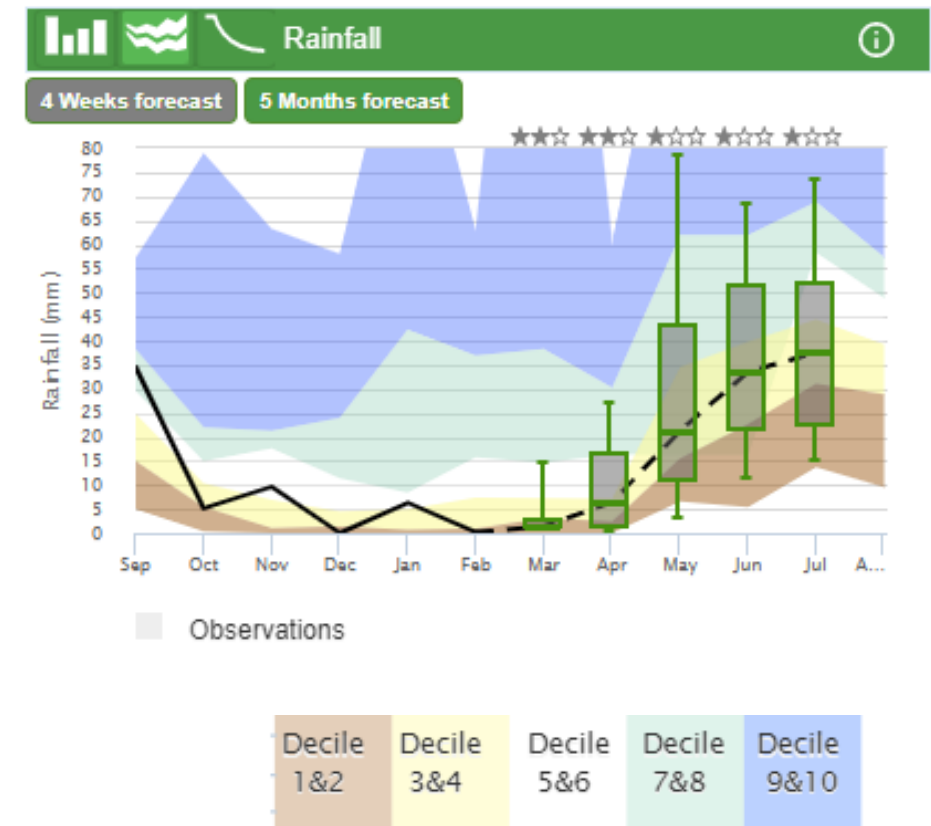 Rainfall
4 Weeks forecast 5 Months forecast
80
75
70
65
60
55
50
45
40
35
30
25
20
15
10
5
0
Rainfall (mm)
Sep Oct Nov Dec Jan Feb Mar Apr May Jun Jul A...
Observations
Decile Decile Decile Decile Decile
1&2 3&4 5&6 7&8 9&10